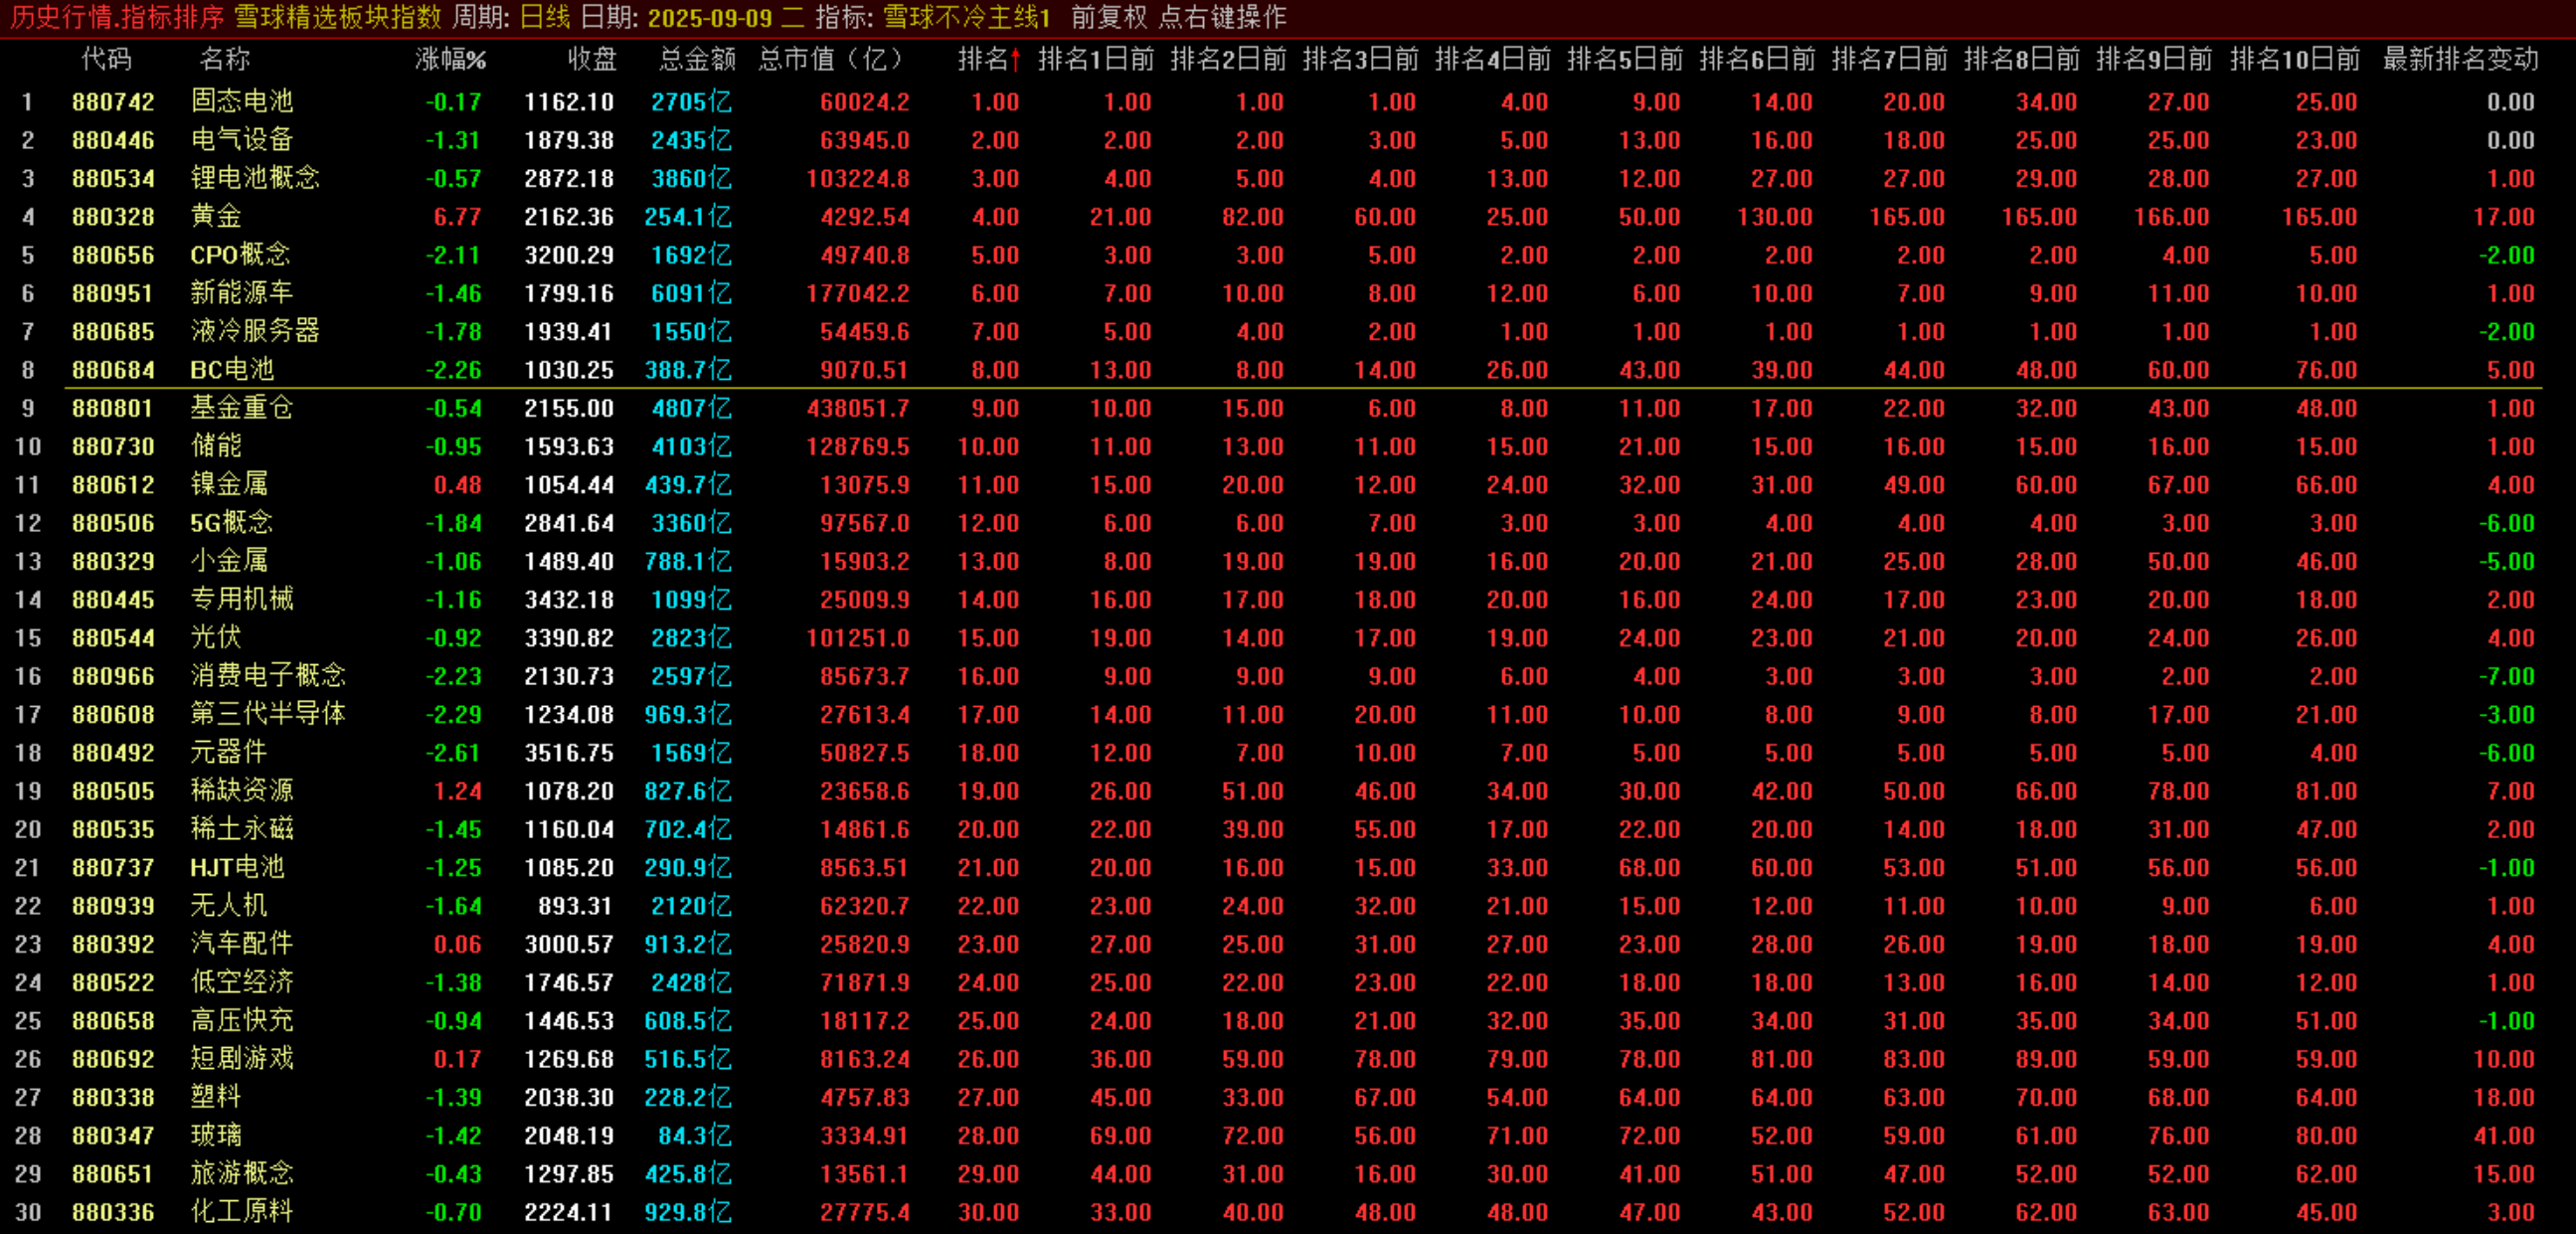 历史行情.指标排序 雪球精选板块指数 周期: 日线 日期: 2025-09-09 二 指标: 雪球不冷主线1 前复权 点右键操作
代码 名称 涨幅% 收盘 总金额 总市值（亿） 排名↑ 排名1日前 排名2日前 排名3日前 排名4日前 排名5日前 排名6日前 排名7日前 排名8日前 排名9日前 排名10日前 最新排名变动
1 880742 固态电池 -0.17 1162.10 2705亿 60024.2 1.00 1.00 1.00 1.00 4.00 9.00 14.00 20.00 34.00 27.00 25.00 0.00
2 880446 电气设备 -1.31 1879.38 2435亿 63945.0 2.00 2.00 2.00 3.00 5.00 13.00 16.00 18.00 25.00 25.00 23.00 0.00
3 880534 锂电池概念 -0.57 2872.18 3860亿 103224.8 3.00 4.00 5.00 4.00 13.00 12.00 27.00 27.00 29.00 28.00 27.00 1.00
4 880328 黄金 6.77 2162.36 254.1亿 4292.54 4.00 21.00 82.00 60.00 25.00 50.00 130.00 165.00 165.00 166.00 165.00 17.00
5 880656 CPO概念 -2.11 3200.29 1692亿 49740.8 5.00 3.00 3.00 5.00 2.00 2.00 2.00 2.00 2.00 4.00 5.00 -2.00
6 880951 新能源车 -1.46 1799.16 6091亿 177042.2 6.00 7.00 10.00 8.00 12.00 6.00 10.00 7.00 9.00 11.00 10.00 1.00
7 880685 液冷服务器 -1.78 1939.41 1550亿 54459.6 7.00 5.00 4.00 2.00 1.00 1.00 1.00 1.00 1.00 1.00 1.00 -2.00
8 880684 BC电池 -2.26 1030.25 388.7亿 9070.51 8.00 13.00 8.00 14.00 26.00 43.00 39.00 44.00 48.00 60.00 76.00 5.00
9 880801 基金重仓 -0.54 2155.00 4807亿 438051.7 9.00 10.00 15.00 6.00 8.00 11.00 17.00 22.00 32.00 43.00 48.00 1.00
10 880730 储能 -0.95 1593.63 4103亿 128769.5 10.00 11.00 13.00 11.00 15.00 21.00 15.00 16.00 15.00 16.00 15.00 1.00
11 880612 镍金属 0.48 1054.44 439.7亿 13075.9 11.00 15.00 20.00 12.00 24.00 32.00 31.00 49.00 60.00 67.00 66.00 4.00
12 880506 5G概念 -1.84 2841.64 3360亿 97567.0 12.00 6.00 6.00 7.00 3.00 3.00 4.00 4.00 4.00 3.00 3.00 -6.00
13 880329 小金属 -1.06 1489.40 788.1亿 15903.2 13.00 8.00 19.00 19.00 16.00 20.00 21.00 25.00 28.00 50.00 46.00 -5.00
14 880445 专用机械 -1.16 3432.18 1099亿 25009.9 14.00 16.00 17.00 18.00 20.00 16.00 24.00 17.00 23.00 20.00 18.00 2.00
15 880544 光伏 -0.92 3390.82 2823亿 101251.0 15.00 19.00 14.00 17.00 19.00 24.00 23.00 21.00 20.00 24.00 26.00 4.00
16 880966 消费电子概念 -2.23 2130.73 2597亿 85673.7 16.00 9.00 9.00 9.00 6.00 4.00 3.00 3.00 3.00 2.00 2.00 -7.00
17 880608 第三代半导体 -2.29 1234.08 969.3亿 27613.4 17.00 14.00 11.00 20.00 11.00 10.00 8.00 9.00 8.00 17.00 21.00 -3.00
18 880492 元器件 -2.61 3516.75 1569亿 50827.5 18.00 12.00 7.00 10.00 7.00 5.00 5.00 5.00 5.00 5.00 4.00 -6.00
19 880505 稀缺资源 1.24 1078.20 827.6亿 23658.6 19.00 26.00 51.00 46.00 34.00 30.00 42.00 50.00 66.00 78.00 81.00 7.00
20 880535 稀土永磁 -1.45 1160.04 702.4亿 14861.6 20.00 22.00 39.00 55.00 17.00 22.00 20.00 14.00 18.00 31.00 47.00 2.00
21 880737 HJT电池 -1.25 1085.20 290.9亿 8563.51 21.00 20.00 16.00 15.00 33.00 68.00 60.00 53.00 51.00 56.00 56.00 -1.00
22 880939 无人机 -1.64 893.31 2120亿 62320.7 22.00 23.00 24.00 32.00 21.00 15.00 12.00 11.00 10.00 9.00 6.00 1.00
23 880392 汽车配件 0.06 3000.57 913.2亿 25820.9 23.00 27.00 25.00 31.00 27.00 23.00 28.00 26.00 19.00 18.00 19.00 4.00
24 880522 低空经济 -1.38 1746.57 2428亿 71871.9 24.00 25.00 22.00 23.00 22.00 18.00 18.00 13.00 16.00 14.00 12.00 1.00
25 880658 高压快充 -0.94 1446.53 608.5亿 18117.2 25.00 24.00 18.00 21.00 32.00 35.00 34.00 31.00 35.00 34.00 51.00 -1.00
26 880692 短剧游戏 0.17 1269.68 516.5亿 8163.24 26.00 36.00 59.00 78.00 79.00 78.00 81.00 83.00 89.00 59.00 59.00 10.00
27 880338 塑料 -1.39 2038.30 228.2亿 4757.83 27.00 45.00 33.00 67.00 54.00 64.00 64.00 63.00 70.00 68.00 64.00 18.00
28 880347 玻璃 -1.42 2048.19 84.3亿 3334.91 28.00 69.00 72.00 56.00 71.00 72.00 52.00 59.00 61.00 76.00 80.00 41.00
29 880651 旅游概念 -0.43 1297.85 425.8亿 13561.1 29.00 44.00 31.00 16.00 30.00 41.00 51.00 47.00 52.00 52.00 62.00 15.00
30 880336 化工原料 -0.70 2224.11 929.8亿 27775.4 30.00 33.00 40.00 48.00 48.00 47.00 43.00 52.00 62.00 63.00 45.00 3.00